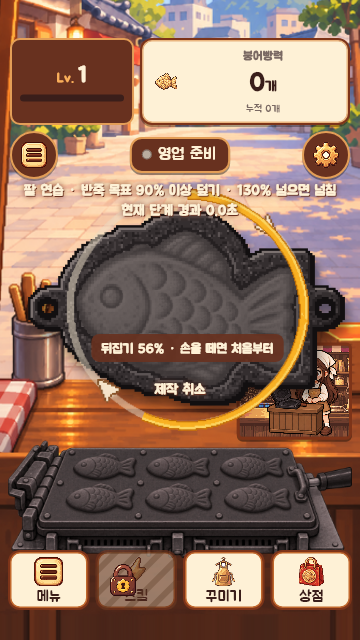 Lv. 1
붕어빵력
0개
누적 0개
영업 준비
팥 연습 · 반죽 목표 90% 이상 덮기 · 130% 넘으면 넘침
현재 단계 경과 0.0초
뒤집기 56% · 손을 떼면 처음부터
제작 취소
메뉴
스킬
꾸미기
상점